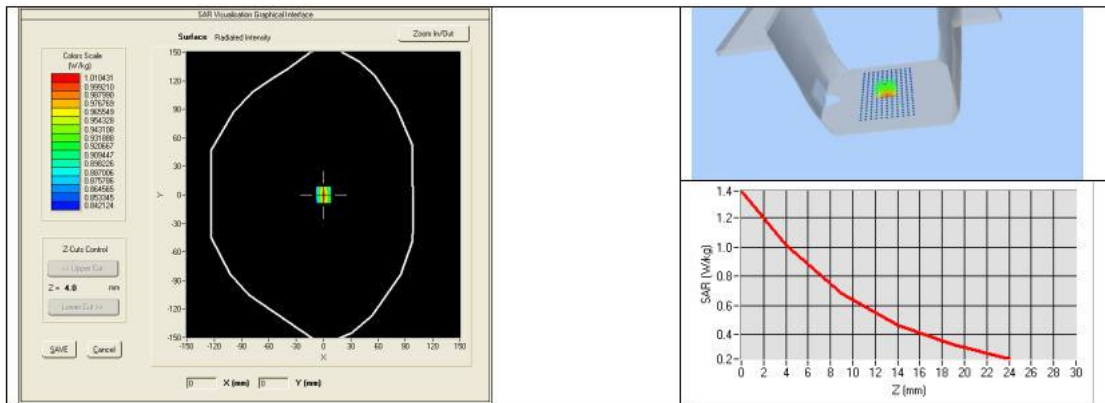 SAR Visualisation Graphical Interface
Surface Radiated Intensity
Zoom In/Out
Colors Scale
(W/kg)
1.010431
0.999210
0.987990
0.976769
0.965549
0.954328
0.943108
0.931888
0.920667
0.909447
0.898226
0.887006
0.875786
0.864565
0.853345
0.842124
Z-Cuts Control
<< Upper Cut
Z = 4.0 mm
Lower Cut >>
SAVE Cancel
150
120
90
60
30
0
-30
-60
-90
-120
-150
Y
-150 -120 -90 -60 -30 0 30 60 90 120 150
X
0 X (mm) 0 Y (mm)
1.4
1.2
1.0
0.8
0.6
0.4
0.2
SAR (W/kg)
0 2 4 6 8 10 12 14 16 18 20 22 24 26 28 30
Z (mm)